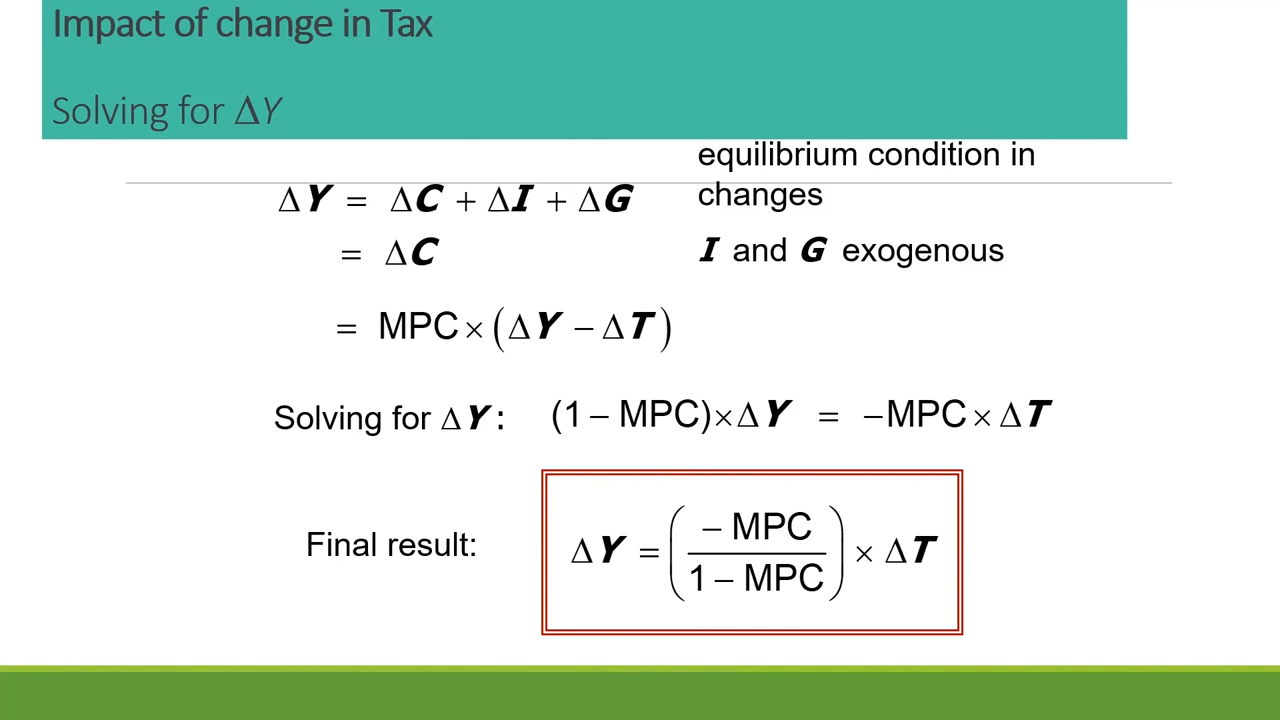 Impact of change in Tax
Solving for ΔY
equilibrium condition in
changes
ΔY = ΔC + ΔI + ΔG
= ΔC
I and G exogenous
= MPC × (ΔY − ΔT)
Solving for ΔY: (1 − MPC) × ΔY = −MPC × ΔT
Final result: ΔY = (− MPC / 1 − MPC) × ΔT